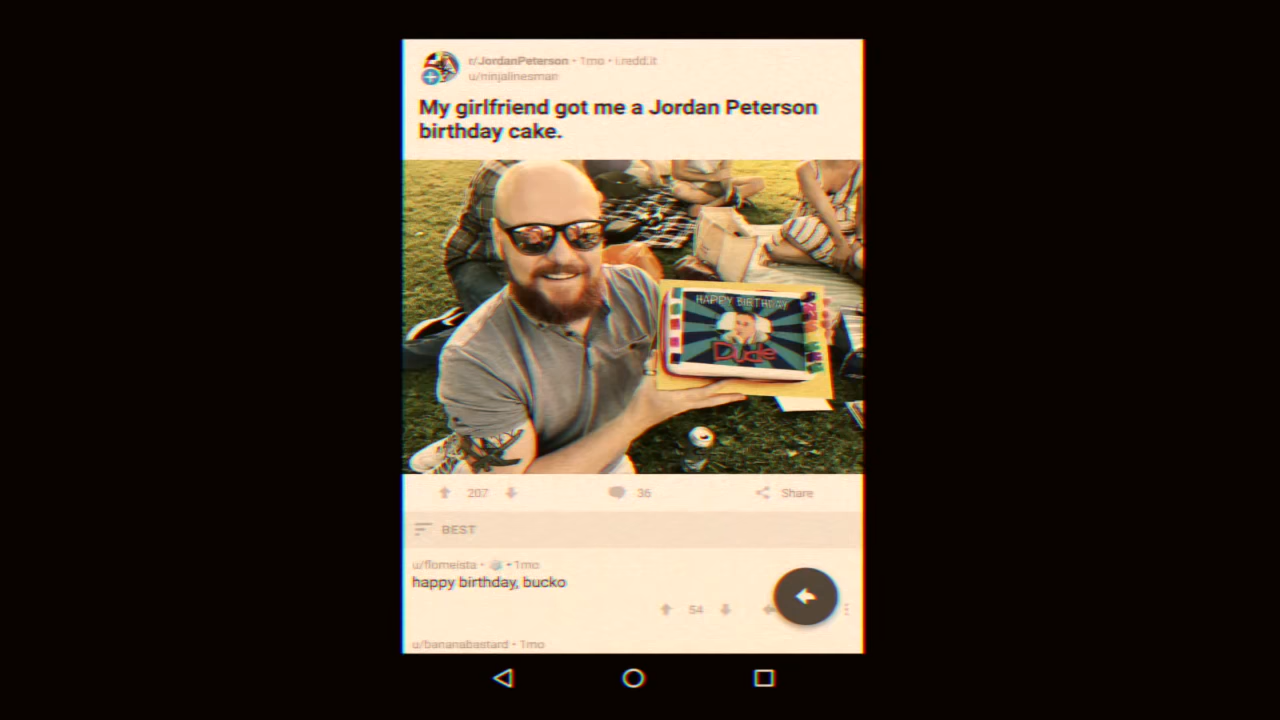 r/JordanPeterson • 1mo • i.redd.it
u/ninjalinesman
My girlfriend got me a Jordan Peterson
birthday cake.
HAPPY BIRTHDAY
Dude
207
36
Share
BEST
u/flomeista • 1mo
happy birthday, bucko
54
u/bananabastard • 1mo